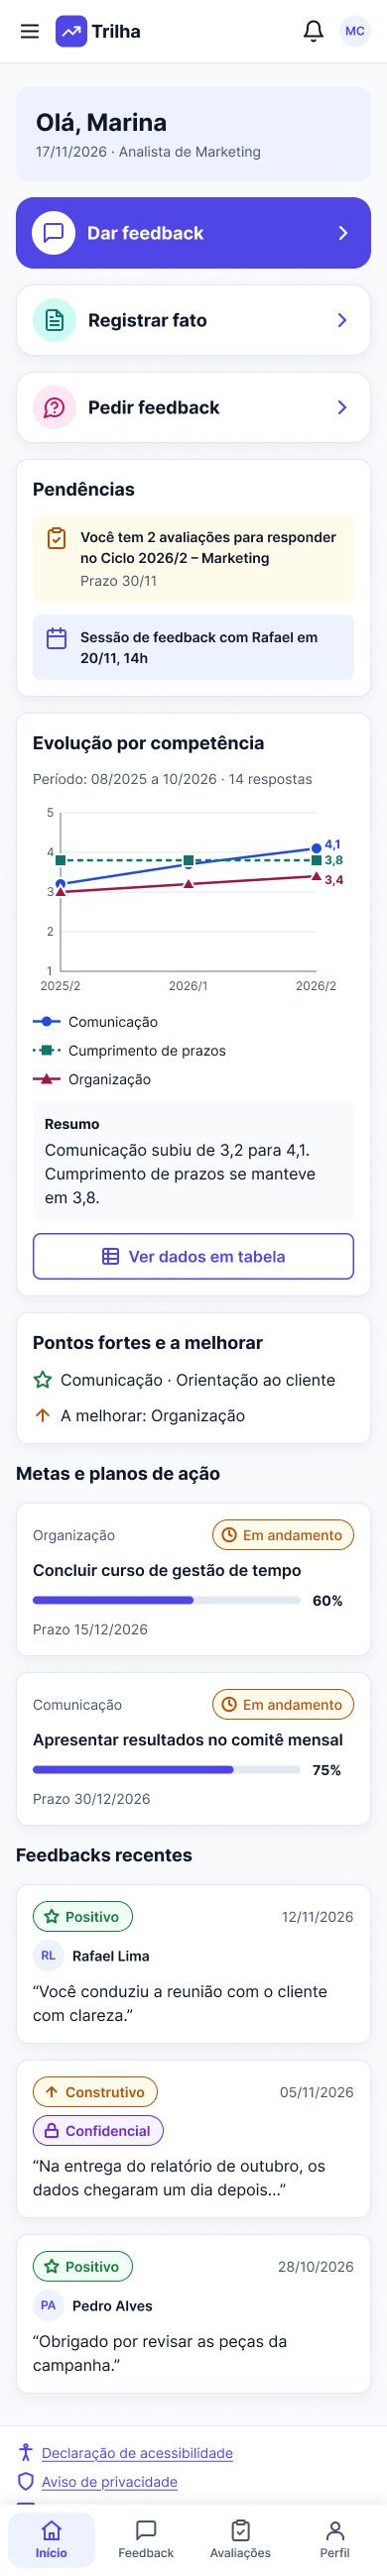 Trilha
MC
Olá, Marina
17/11/2026 · Analista de Marketing
Dar feedback
Registrar fato
Pedir feedback
Pendências
Você tem 2 avaliações para responder
no Ciclo 2026/2 – Marketing
Prazo 30/11
Sessão de feedback com Rafael em
20/11, 14h
Evolução por competência
Período: 08/2025 a 10/2026 · 14 respostas
5
4
3
2
1
4,1
3,8
3,4
2025/2
2026/1
2026/2
Comunicação
Cumprimento de prazos
Organização
Resumo
Comunicação subiu de 3,2 para 4,1.
Cumprimento de prazos se manteve
em 3,8.
Ver dados em tabela
Pontos fortes e a melhorar
Comunicação · Orientação ao cliente
A melhorar: Organização
Metas e planos de ação
Organização
Em andamento
Concluir curso de gestão de tempo
60%
Prazo 15/12/2026
Comunicação
Em andamento
Apresentar resultados no comitê mensal
75%
Prazo 30/12/2026
Feedbacks recentes
Positivo
12/11/2026
RL
Rafael Lima
“Você conduziu a reunião com o cliente
com clareza.”
Construtivo
05/11/2026
Confidencial
“Na entrega do relatório de outubro, os
dados chegaram um dia depois…”
Positivo
28/10/2026
PA
Pedro Alves
“Obrigado por revisar as peças da
campanha.”
Declaração de acessibilidade
Aviso de privacidade
Início
Feedback
Avaliações
Perfil